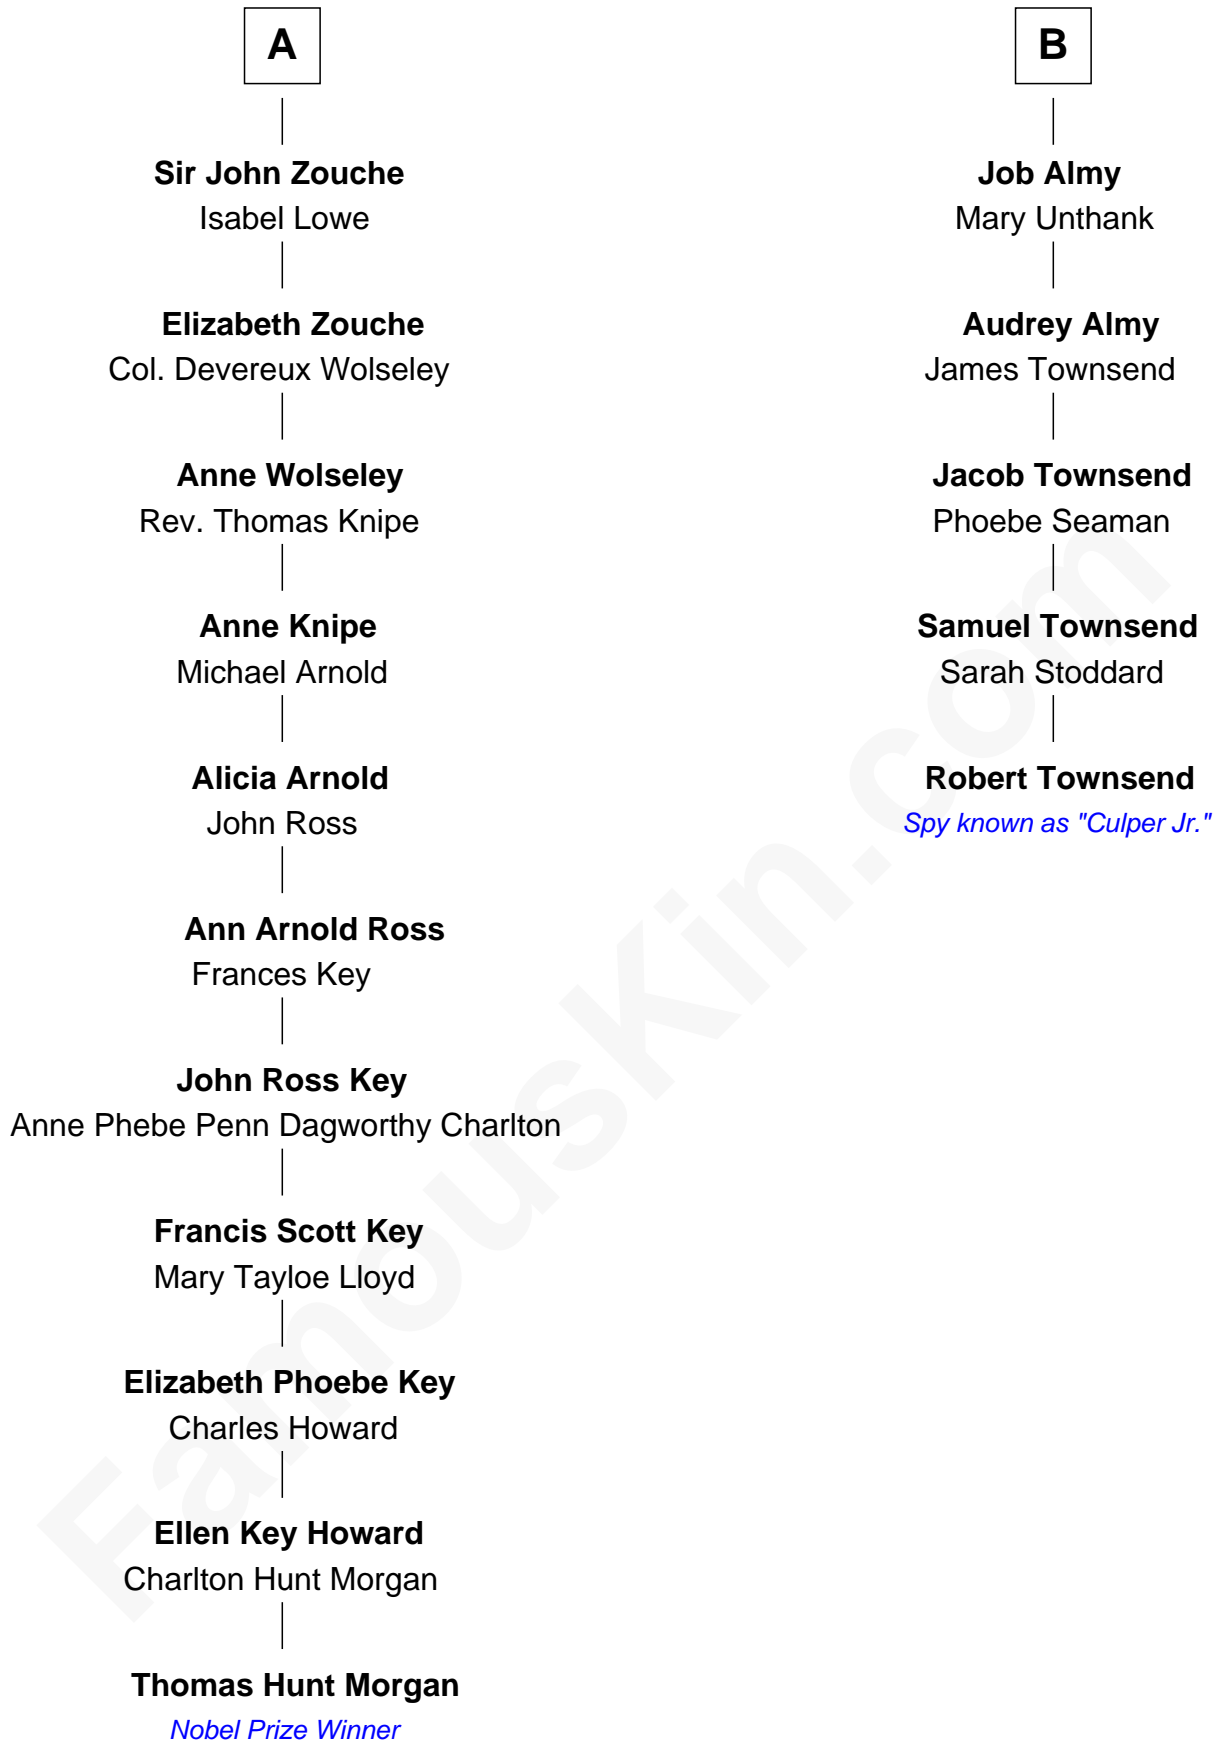 A
Sir John Zouche
Isabel Lowe
Elizabeth Zouche
Col. Devereux Wolseley
Anne Wolseley
Rev. Thomas Knipe
Anne Knipe
Michael Arnold
Alicia Arnold
John Ross
Ann Arnold Ross
Frances Key
John Ross Key
Anne Phebe Penn Dagworthy Charlton
Francis Scott Key
Mary Tayloe Lloyd
Elizabeth Phoebe Key
Charles Howard
Ellen Key Howard
Charlton Hunt Morgan
Thomas Hunt Morgan
Nobel Prize Winner
B
Job Almy
Mary Unthank
Audrey Almy
James Townsend
Jacob Townsend
Phoebe Seaman
Samuel Townsend
Sarah Stoddard
Robert Townsend
Spy known as "Culper Jr."
FamousKin.com